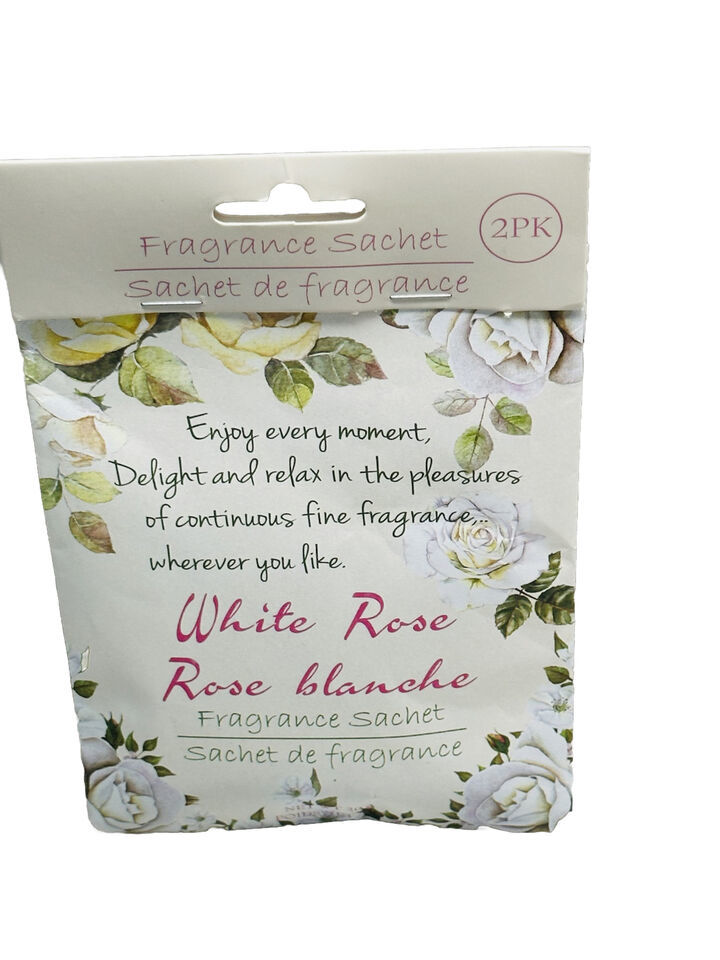 2PK
Fragrance Sachet
Sachet de fragrance
Enjoy every moment,
Delight and relax in the pleasures
of continuous fine fragrance,..
wherever you like.
White Rose
Rose blanche
Fragrance Sachet
Sachet de fragrance